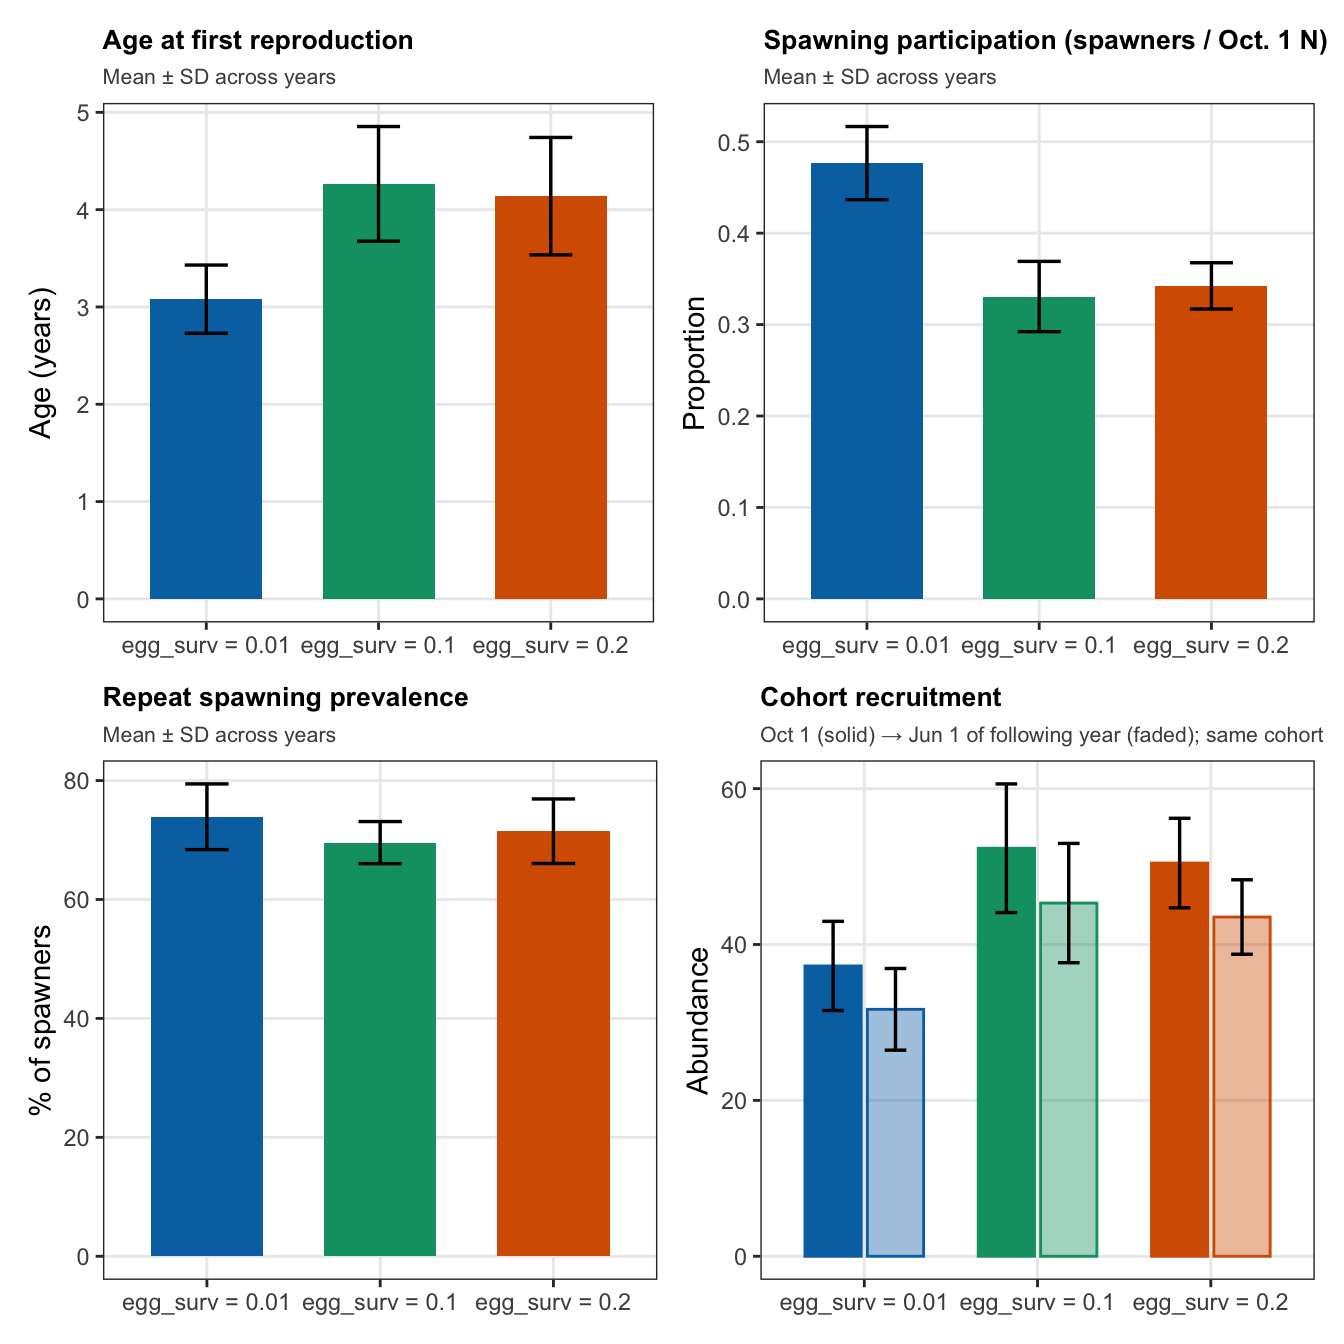 Age at first reproduction
Mean ± SD across years
5
4
3
2
1
0
Age (years)
egg_surv = 0.01 egg_surv = 0.1 egg_surv = 0.2
Spawning participation (spawners / Oct. 1 N)
Mean ± SD across years
0.5
0.4
0.3
0.2
0.1
0.0
Proportion
egg_surv = 0.01 egg_surv = 0.1 egg_surv = 0.2
Repeat spawning prevalence
Mean ± SD across years
80
60
40
20
0
% of spawners
egg_surv = 0.01 egg_surv = 0.1 egg_surv = 0.2
Cohort recruitment
Oct 1 (solid) → Jun 1 of following year (faded); same cohort
60
40
20
0
Abundance
egg_surv = 0.01 egg_surv = 0.1 egg_surv = 0.2